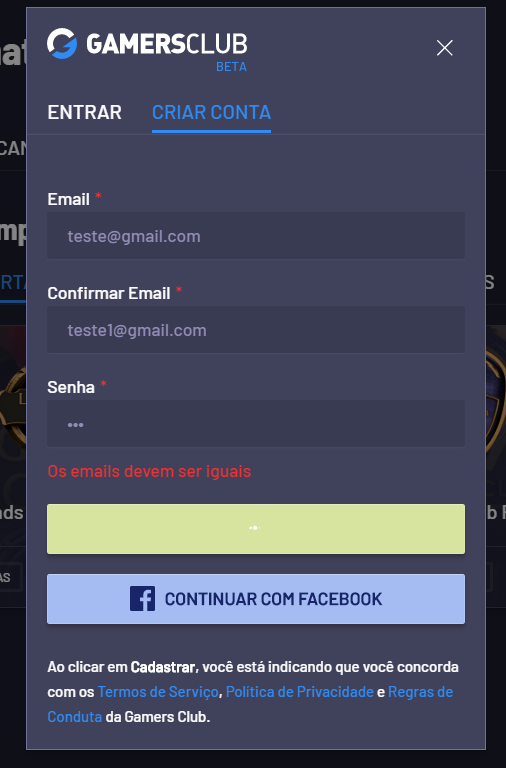 GAMERSCLUB
BETA
ENTRAR CRIAR CONTA
Email *
teste@gmail.com
Confirmar Email *
teste1@gmail.com
Senha *
•••
Os emails devem ser iguais
CONTINUAR COM FACEBOOK
Ao clicar em Cadastrar, você está indicando que você concorda
com os Termos de Serviço, Política de Privacidade e Regras de
Conduta da Gamers Club.